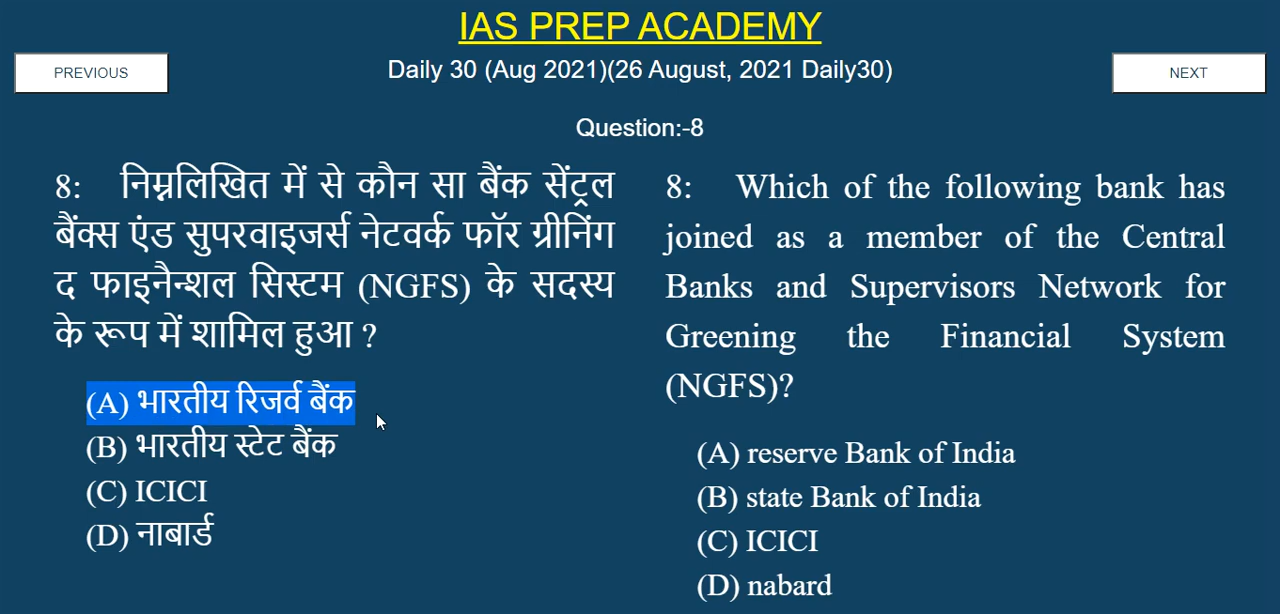 IAS PREP ACADEMY
PREVIOUS
Daily 30 (Aug 2021)(26 August, 2021 Daily30)
NEXT
Question:-8
8: निम्नलिखित में से कौन सा बैंक सेंट्रल
बैंक्स एंड सुपरवाइजर्स नेटवर्क फॉर ग्रीनिंग
द फाइनैन्शल सिस्टम (NGFS) के सदस्य
के रूप में शामिल हुआ ?
(A) भारतीय रिजर्व बैंक
(B) भारतीय स्टेट बैंक
(C) ICICI
(D) नाबार्ड
8: Which of the following bank has
joined as a member of the Central
Banks and Supervisors Network for
Greening the Financial System
(NGFS)?
(A) reserve Bank of India
(B) state Bank of India
(C) ICICI
(D) nabard